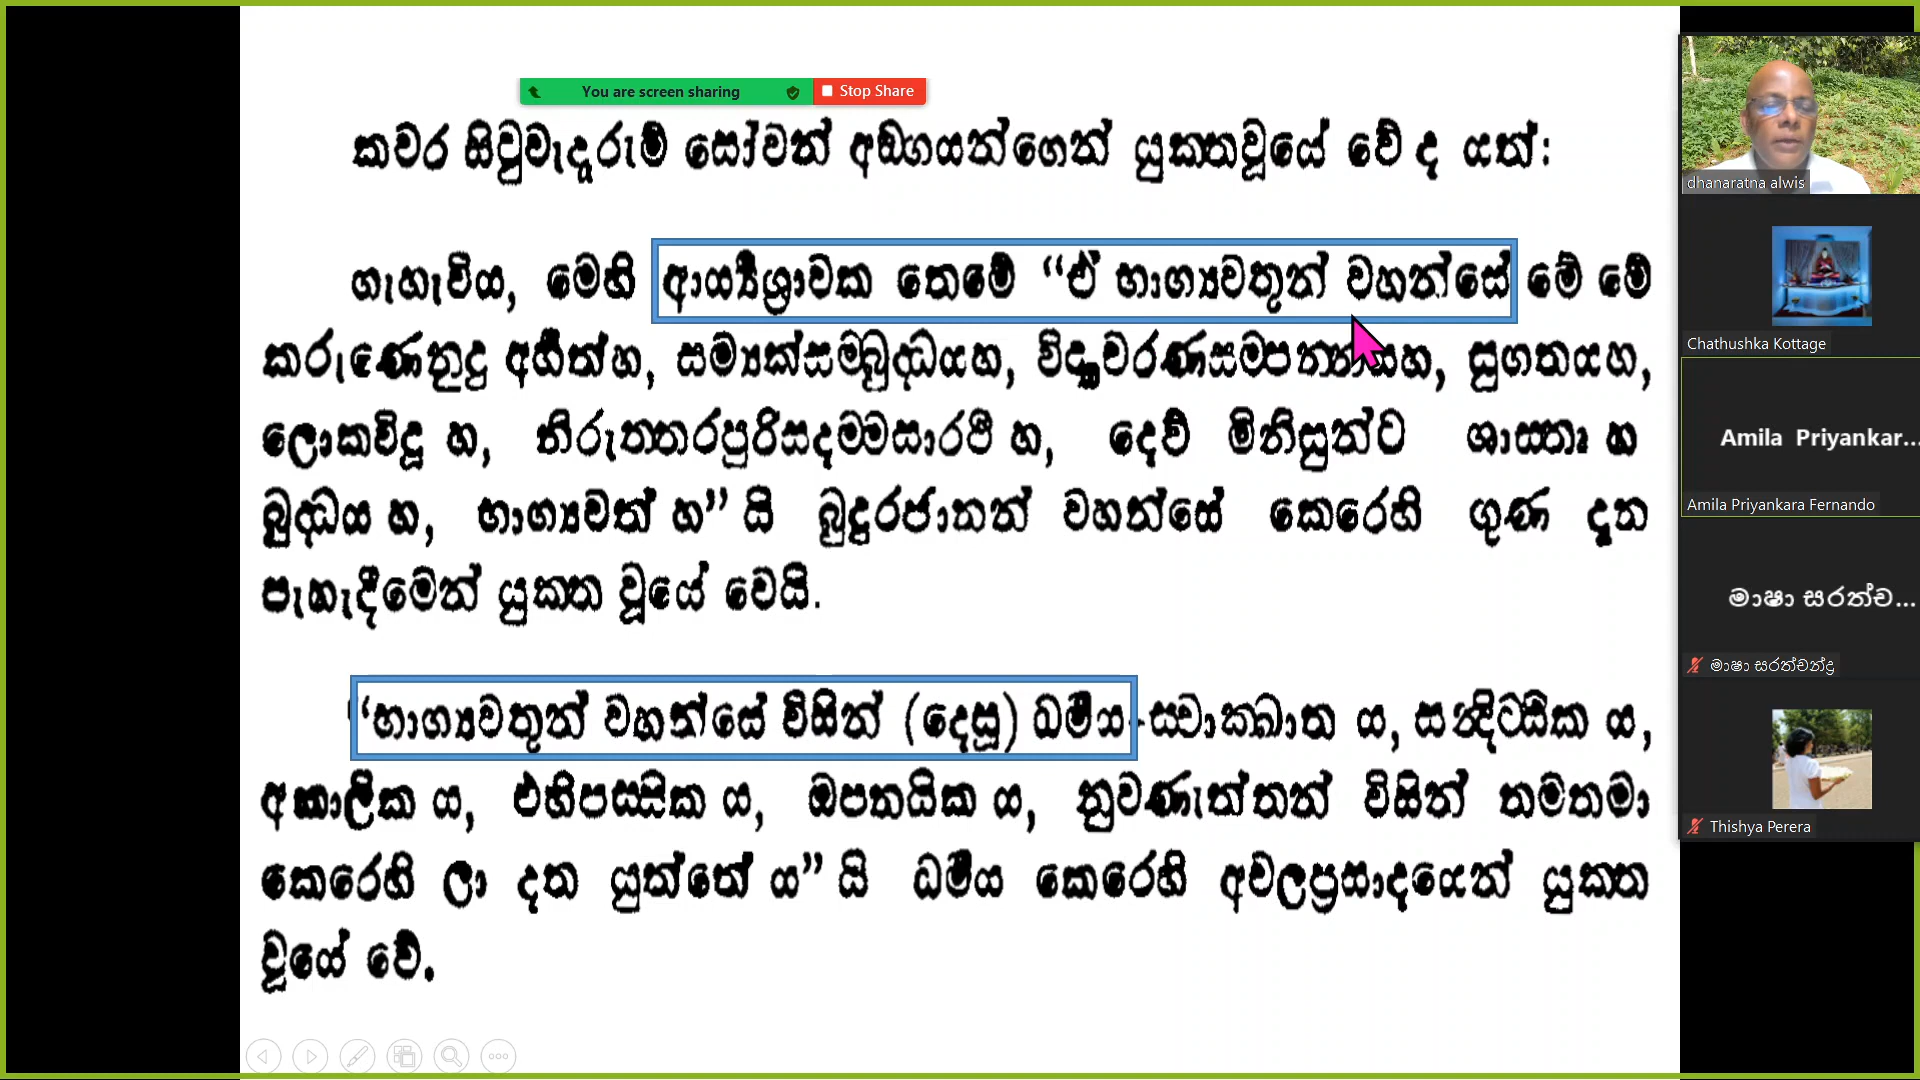 You are screen sharing
Stop Share
කවර සිවුවැදෑරුම් සෝවන් අඞ්ගයන්ගෙන් යුක්තවූයේ වේ ද යත්:
ගැහැවිය, මෙහි ආර්‍ය්‍යශ්‍රාවක තෙමේ “ඒ භාග්‍යවතුන් වහන්සේ මේ මේ
කරුණෙනුදු අර්හත්හ, සම්‍යක්සම්බුද්ධයහ, විද්‍යාචරණසම්පන්නයහ, සුගතයහ,
ලොකවිදූ හ, නිරුත්තරපුරිසදම්මසාරථි හ, දෙව් මිනිසුන්ට ශාස්තෘ හ
බුද්ධය හ, භාග්‍යවත් හ” යි බුදුරජානන් වහන්සේ කෙරෙහි ගුණ දැන
පැහැදීමෙන් යුක්ත වූයේ වෙයි.
“භාග්‍යවතුන් වහන්සේ විසින් (දෙසූ) ධර්මය-ස්වාක්ඛාත ය, සන්දිට්ඨික ය,
අකාලික ය, එහිපස්සික ය, ඔපනයික ය, නුවණැත්තන් විසින් තමතමා
කෙරෙහි ලා දත යුත්තේ ය” යි ධර්මය කෙරෙහි අචලප්‍රසාදයෙන් යුක්ත
වූයේ වේ.
dhanaratna alwis
Chathushka Kottage
Amila Priyankar...
Amila Priyankara Fernando
මාෂා සරත්ච...
මාෂා සරත්චන්ද්‍ර
Thishya Perera